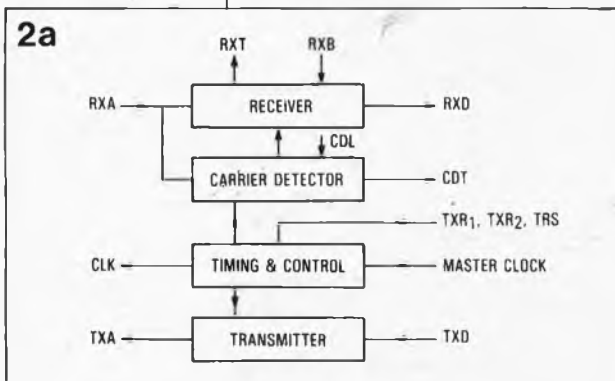 2a
RXT RXB
RXA RECEIVER RXD
CDL
CARRIER DETECTOR CDT
TXR₁, TXR₂, TRS
CLK TIMING & CONTROL MASTER CLOCK
TXA TRANSMITTER TXD